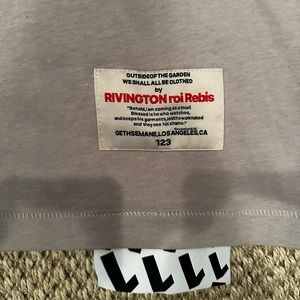 OUTSIDE OF THE GARDEN
WE SHALL ALL BE CLOTHED
by
RIVINGTON roi Rebis
"Behold, I am coming as a thief.
Blessed is he who watches,
and keeps his garments, lest he walk naked
and they see his shame."
GETHSEMANE, LOS ANGELES, CA
123